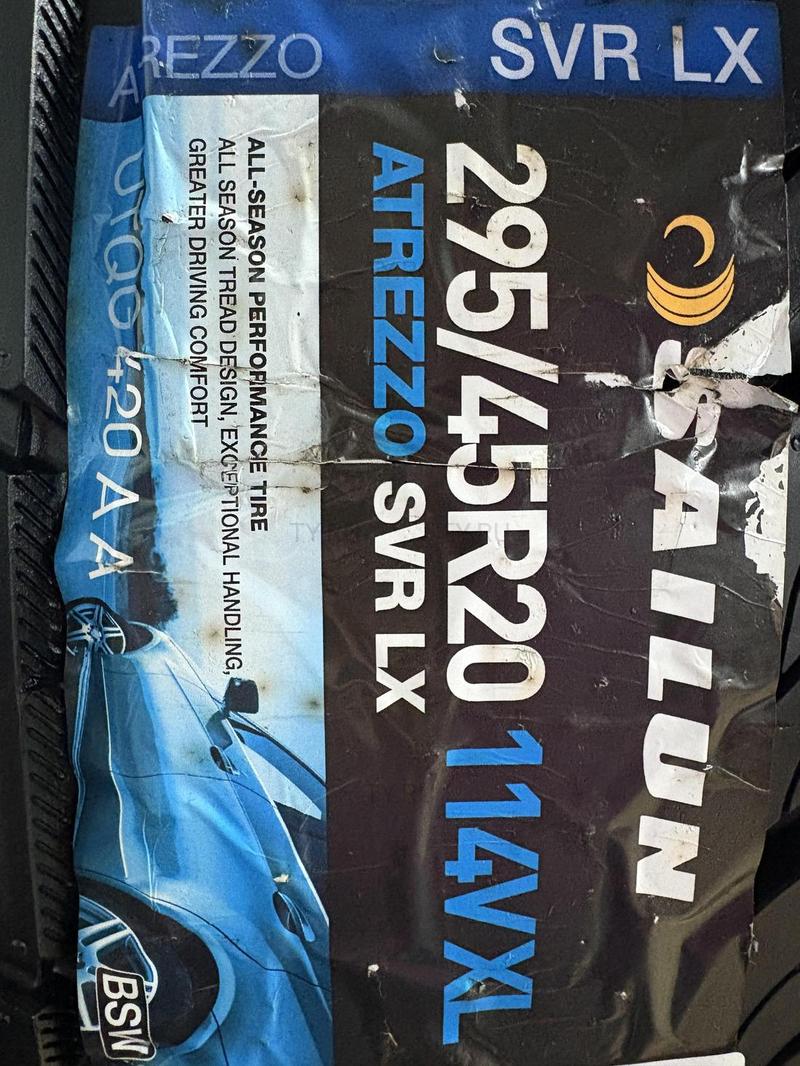 ATREZZO SVR LX
SAILUN
295/45R20 114V XL
ATREZZO SVR LX
ALL-SEASON PERFORMANCE TIRE
ALL SEASON TREAD DESIGN, EXCEPTIONAL HANDLING,
GREATER DRIVING COMFORT
UTQG 420 A A
BSW